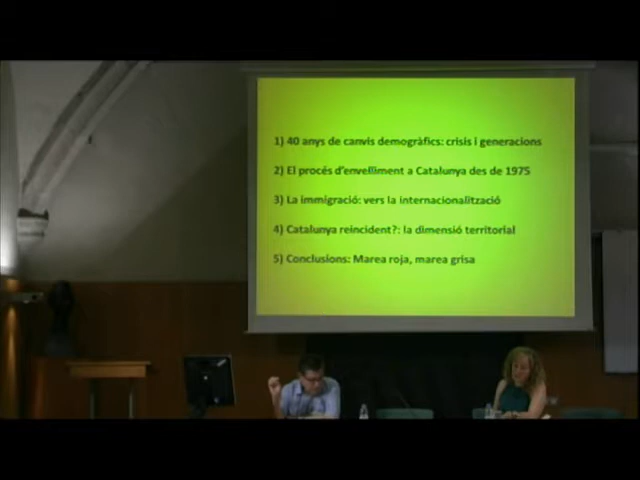 1) 40 anys de canvis demogràfics: crisis i generacions
2) El procés d'envelliment a Catalunya des de 1975
3) La immigració: vers la internacionalització
4) Catalunya reincident?: la dimensió territorial
5) Conclusions: Marea roja, marea grisa